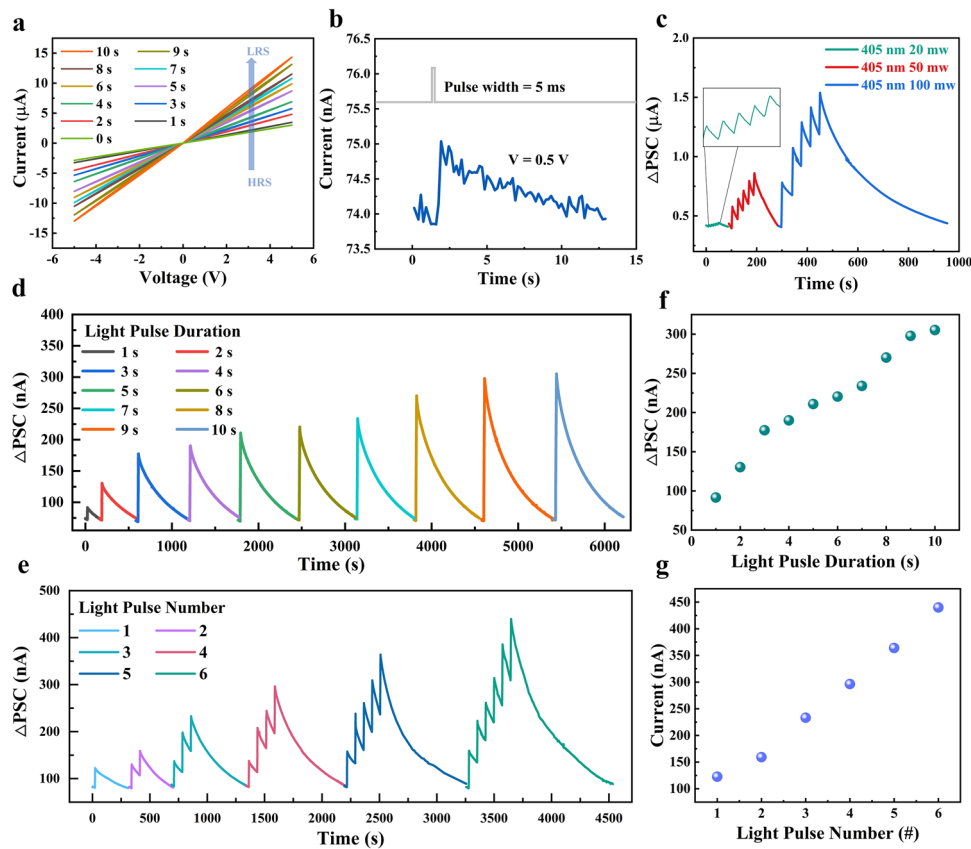 a
10 s 9 s
8 s 7 s
6 s 5 s
4 s 3 s
2 s 1 s
0 s
LRS
HRS
Current (μA)
15
10
5
0
-5
-10
-15
-6 -4 -2 0 2 4 6
Voltage (V)
b
Pulse width = 5 ms
V = 0.5 V
Current (nA)
76.5
76.0
75.5
75.0
74.5
74.0
73.5
0 5 10 15
Time (s)
c
405 nm 20 mw
405 nm 50 mw
405 nm 100 mw
△PSC (μA)
2.0
1.5
1.0
0.5
0 200 400 600 800 1000
Time (s)
d
Light Pulse Duration
1 s 2 s
3 s 4 s
5 s 6 s
7 s 8 s
9 s 10 s
△PSC (nA)
400
350
300
250
200
150
100
0 1000 2000 3000 4000 5000 6000
Time (s)
f
△PSC (nA)
300
250
200
150
100
50
0 2 4 6 8 10
Light Pusle Duration (s)
e
Light Pulse Number
1 2
3 4
5 6
△PSC (nA)
500
400
300
200
100
0 500 1000 1500 2000 2500 3000 3500 4000 4500
Time (s)
g
Current (nA)
450
400
350
300
250
200
150
100
1 2 3 4 5 6
Light Pulse Number (#)